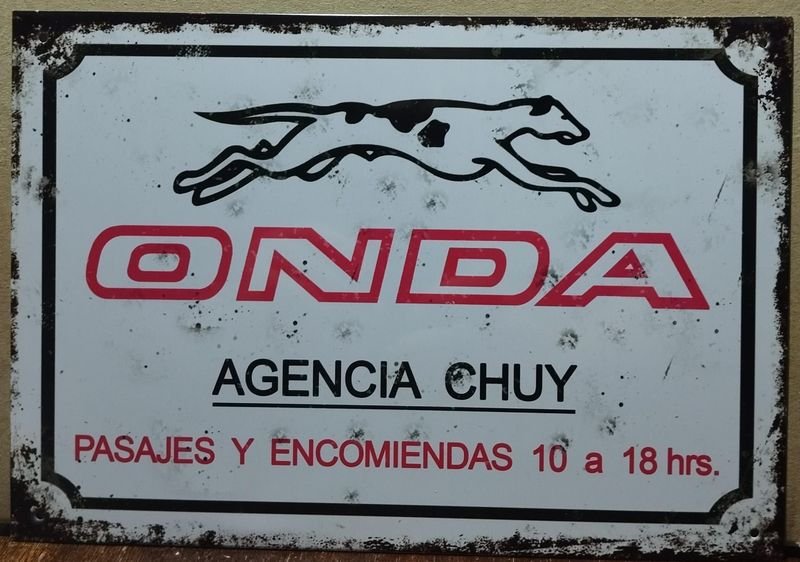 ONDA
AGENCIA CHUY
PASAJES Y ENCOMIENDAS 10 a 18 hrs.